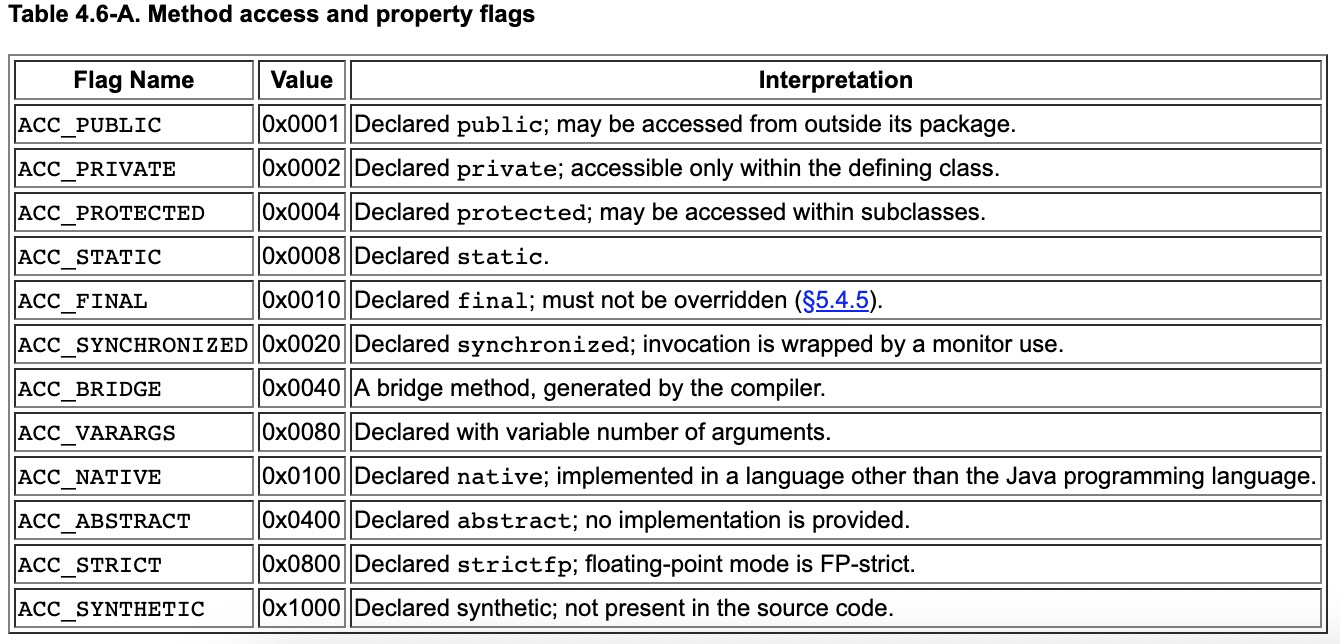 Table 4.6-A. Method access and property flags
Flag Name Value Interpretation
ACC_PUBLIC 0x0001 Declared public; may be accessed from outside its package.
ACC_PRIVATE 0x0002 Declared private; accessible only within the defining class.
ACC_PROTECTED 0x0004 Declared protected; may be accessed within subclasses.
ACC_STATIC 0x0008 Declared static.
ACC_FINAL 0x0010 Declared final; must not be overridden (§5.4.5).
ACC_SYNCHRONIZED 0x0020 Declared synchronized; invocation is wrapped by a monitor use.
ACC_BRIDGE 0x0040 A bridge method, generated by the compiler.
ACC_VARARGS 0x0080 Declared with variable number of arguments.
ACC_NATIVE 0x0100 Declared native; implemented in a language other than the Java programming language.
ACC_ABSTRACT 0x0400 Declared abstract; no implementation is provided.
ACC_STRICT 0x0800 Declared strictfp; floating-point mode is FP-strict.
ACC_SYNTHETIC 0x1000 Declared synthetic; not present in the source code.